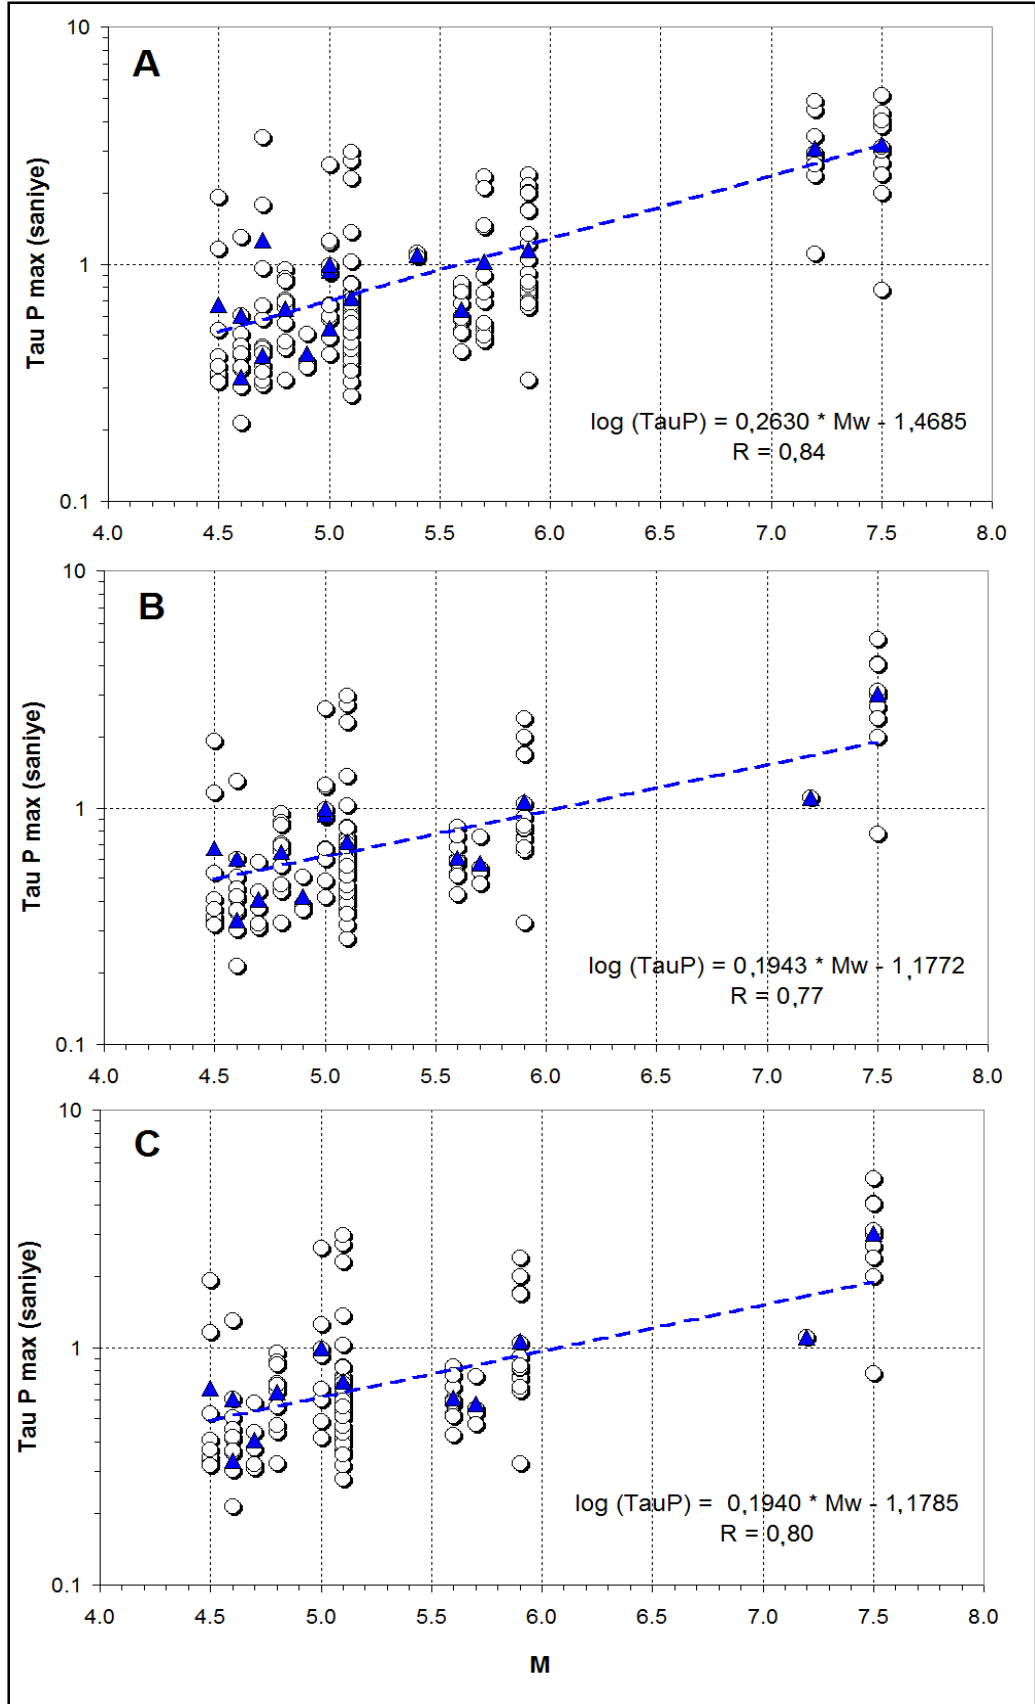 10
A
1
Tau P max (saniye)
log (TauP) = 0,2630 * Mw - 1,4685
R = 0,84
0.1
4.0 4.5 5.0 5.5 6.0 6.5 7.0 7.5 8.0
10
B
1
Tau P max (saniye)
log (TauP) = 0,1943 * Mw - 1,1772
R = 0,77
0.1
4.0 4.5 5.0 5.5 6.0 6.5 7.0 7.5 8.0
10
C
1
Tau P max (saniye)
log (TauP) =  0,1940 * Mw - 1,1785
R = 0,80
0.1
4.0 4.5 5.0 5.5 6.0 6.5 7.0 7.5 8.0
M